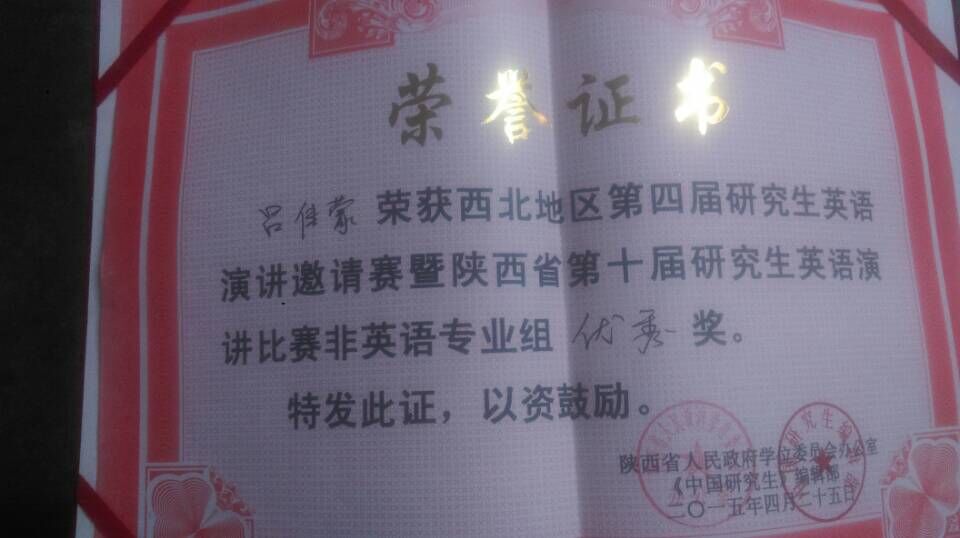 荣誉证书
吕佳蒙 荣获西北地区第四届研究生英语
演讲邀请赛暨陕西省第十届研究生英语演
讲比赛非英语专业组 优秀 奖。
特发此证，以资鼓励。
陕西省人民政府学位委员会办公室
《中国研究生》编辑部
二〇一五年四月二十五日